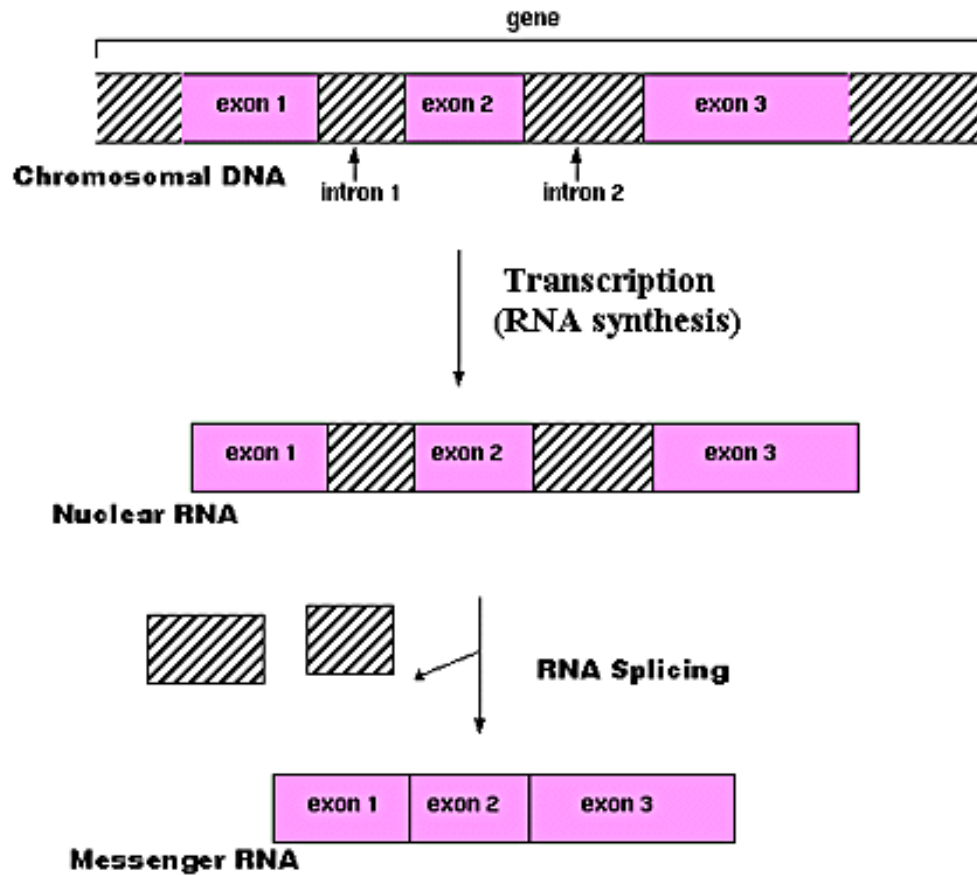 gene
exon 1
exon 2
exon 3
Chromosomal DNA
intron 1
intron 2
Transcription
(RNA synthesis)
exon 1
exon 2
exon 3
Nuclear RNA
RNA Splicing
exon 1
exon 2
exon 3
Messenger RNA